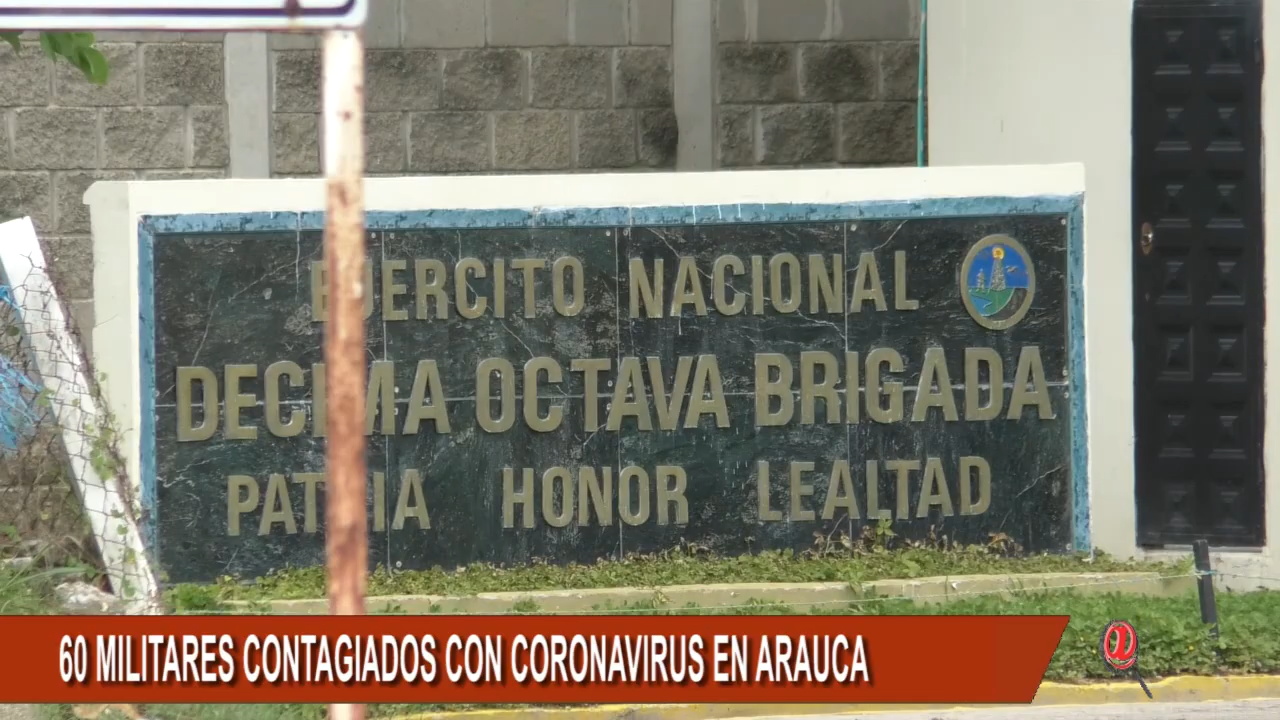 EJERCITO NACIONAL
DECIMA OCTAVA BRIGADA
PATRIA HONOR LEALTAD
60 MILITARES CONTAGIADOS CON CORONAVIRUS EN ARAUCA